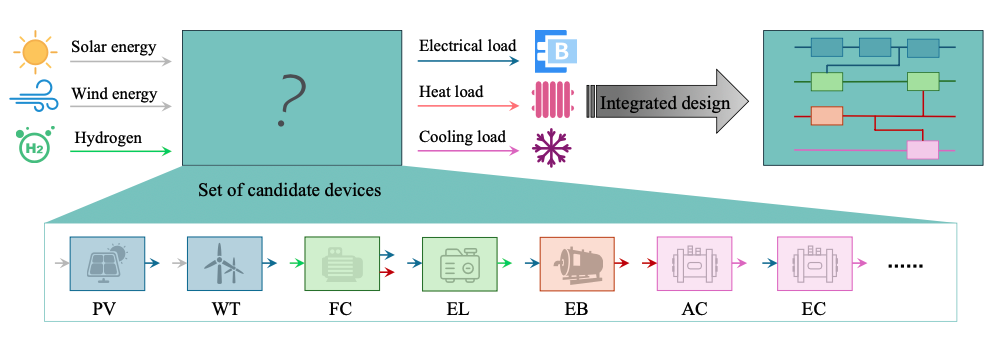 Solar energy
Wind energy
H2
Hydrogen
?
Electrical load
B
Heat load
Cooling load
Integrated design
Set of candidate devices
PV
WT
FC
EL
EB
AC
EC
......